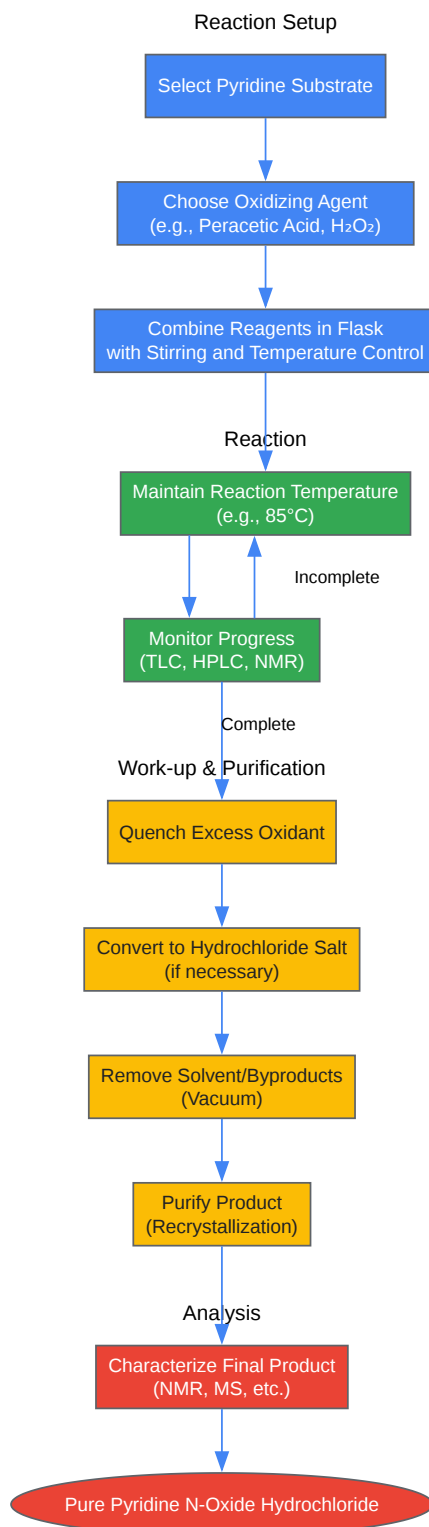 Reaction Setup
Select Pyridine Substrate
Choose Oxidizing Agent
(e.g., Peracetic Acid, H₂O₂)
Combine Reagents in Flask
with Stirring and Temperature Control
Reaction
Maintain Reaction Temperature
(e.g., 85°C)
Incomplete
Monitor Progress
(TLC, HPLC, NMR)
Complete
Work-up & Purification
Quench Excess Oxidant
Convert to Hydrochloride Salt
(if necessary)
Remove Solvent/Byproducts
(Vacuum)
Purify Product
(Recrystallization)
Analysis
Characterize Final Product
(NMR, MS, etc.)
Pure Pyridine N-Oxide Hydrochloride